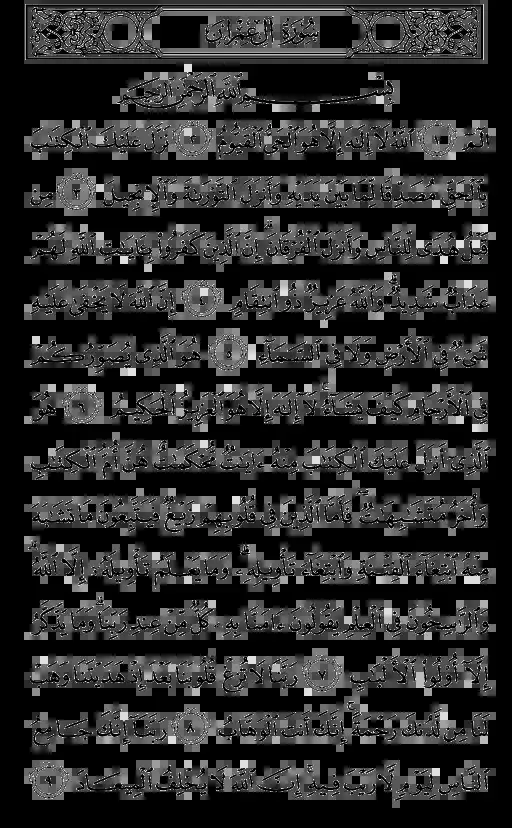 سُورَةُ آلِ عِمْرَانَ
بِسْمِ ٱللَّهِ ٱلرَّحْمَٰنِ ٱلرَّحِيمِ
الٓمٓ ١ ٱللَّهُ لَآ إِلَٰهَ إِلَّا هُوَ ٱلْحَىُّ ٱلْقَيُّومُ ٢ نَزَّلَ عَلَيْكَ ٱلْكِتَٰبَ
بِٱلْحَقِّ مُصَدِّقًا لِّمَا بَيْنَ يَدَيْهِ وَأَنزَلَ ٱلتَّوْرَىٰةَ وَٱلْإِنجِيلَ ٣ مِن
قَبْلُ هُدًى لِّلنَّاسِ وَأَنزَلَ ٱلْفُرْقَانَ إِنَّ ٱلَّذِينَ كَفَرُوا۟ بِـَٔايَٰتِ ٱللَّهِ لَهُمْ
عَذَابٌ شَدِيدٌ وَٱللَّهُ عَزِيزٌ ذُو ٱنتِقَامٍ ٤ إِنَّ ٱللَّهَ لَا يَخْفَىٰ عَلَيْهِ
شَىْءٌ فِى ٱلْأَرْضِ وَلَا فِى ٱلسَّمَآءِ ٥ هُوَ ٱلَّذِى يُصَوِّرُكُمْ
فِى ٱلْأَرْحَامِ كَيْفَ يَشَآءُ لَآ إِلَٰهَ إِلَّا هُوَ ٱلْعَزِيزُ ٱلْحَكِيمُ ٦ هُوَ
ٱلَّذِىٓ أَنزَلَ عَلَيْكَ ٱلْكِتَٰبَ مِنْهُ ءَايَٰتٌ مُّحْكَمَٰتٌ هُنَّ أُمُّ ٱلْكِتَٰبِ
وَأُخَرُ مُتَشَٰبِهَٰتٌ فَأَمَّا ٱلَّذِينَ فِى قُلُوبِهِمْ زَيْغٌ فَيَتَّبِعُونَ مَا تَشَٰبَهَ
مِنْهُ ٱبْتِغَآءَ ٱلْفِتْنَةِ وَٱبْتِغَآءَ تَأْوِيلِهِۦ وَمَا يَعْلَمُ تَأْوِيلَهُۥٓ إِلَّا ٱللَّهُ
وَٱلرَّٰسِخُونَ فِى ٱلْعِلْمِ يَقُولُونَ ءَامَنَّا بِهِۦ كُلٌّ مِّنْ عِندِ رَبِّنَا وَمَا يَذَّكَّرُ
إِلَّآ أُو۟لُوا۟ ٱلْأَلْبَٰبِ ٧ رَبَّنَا لَا تُزِغْ قُلُوبَنَا بَعْدَ إِذْ هَدَيْتَنَا وَهَبْ
لَنَا مِن لَّدُنكَ رَحْمَةً إِنَّكَ أَنتَ ٱلْوَهَّابُ ٨ رَبَّنَآ إِنَّكَ جَامِعُ
ٱلنَّاسِ لِيَوْمٍ لَّا رَيْبَ فِيهِ إِنَّ ٱللَّهَ لَا يُخْلِفُ ٱلْمِيعَادَ ٩